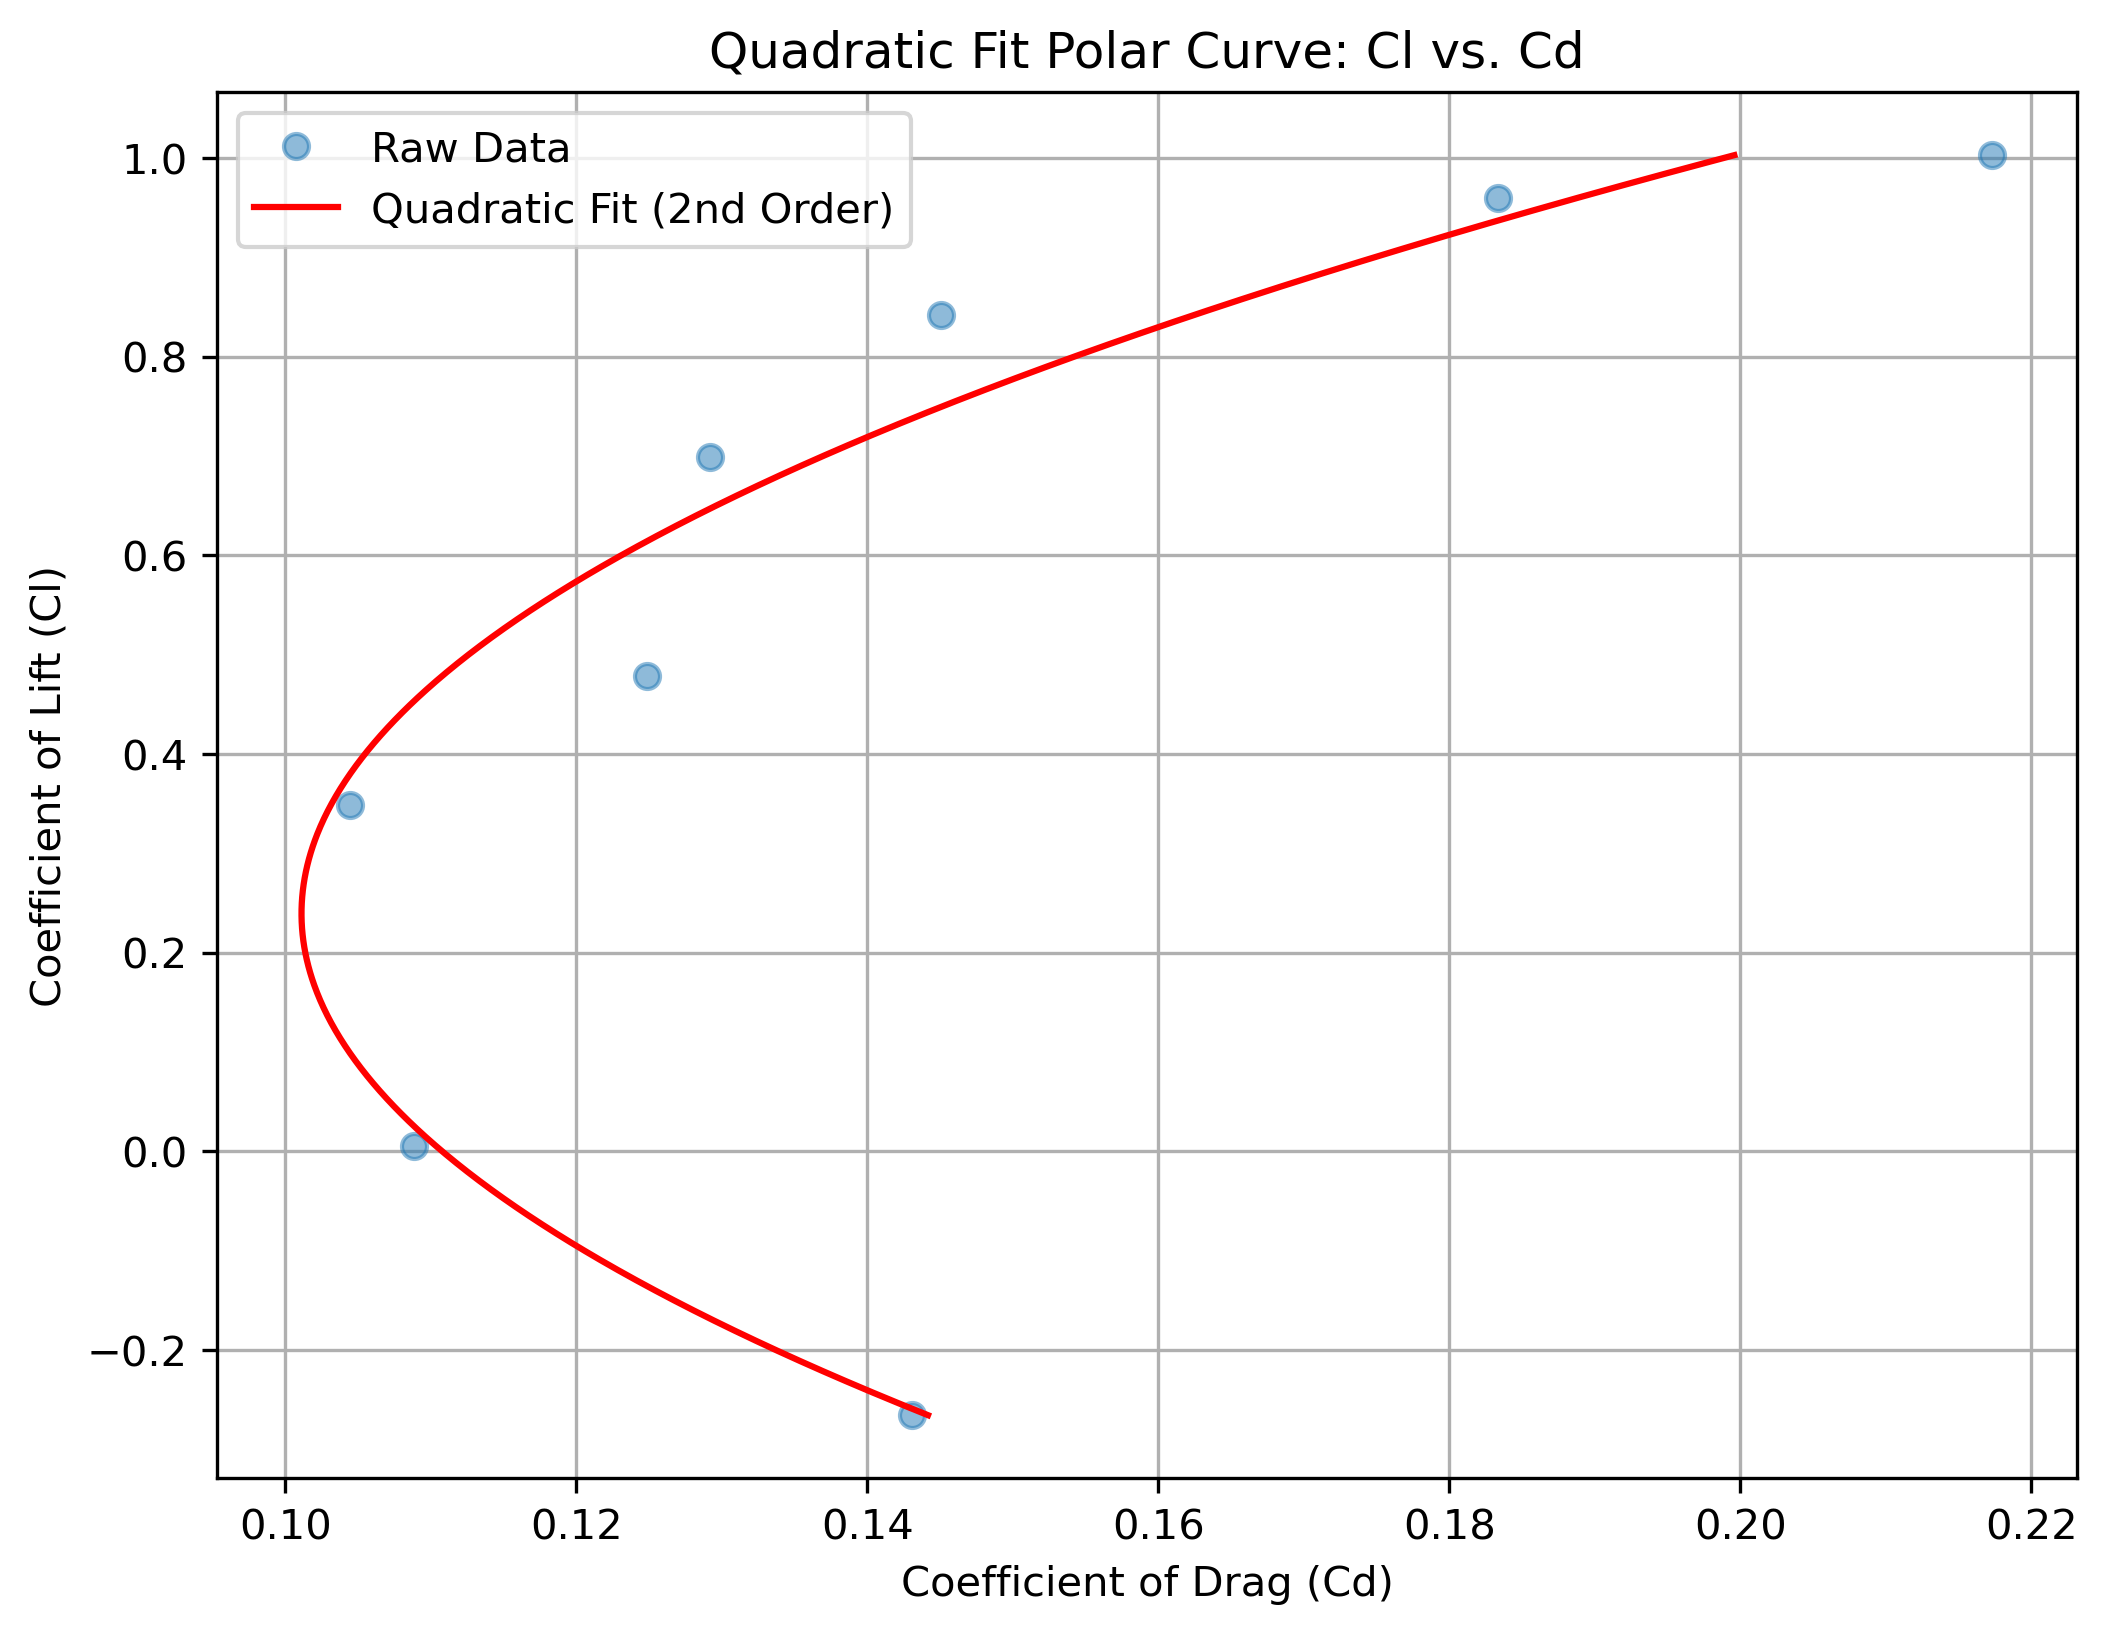 Quadratic Fit Polar Curve: Cl vs. Cd
Raw Data
Quadratic Fit (2nd Order)
Coefficient of Lift (Cl)
1.0
0.8
0.6
0.4
0.2
0.0
−0.2
0.10 0.12 0.14 0.16 0.18 0.20 0.22
Coefficient of Drag (Cd)